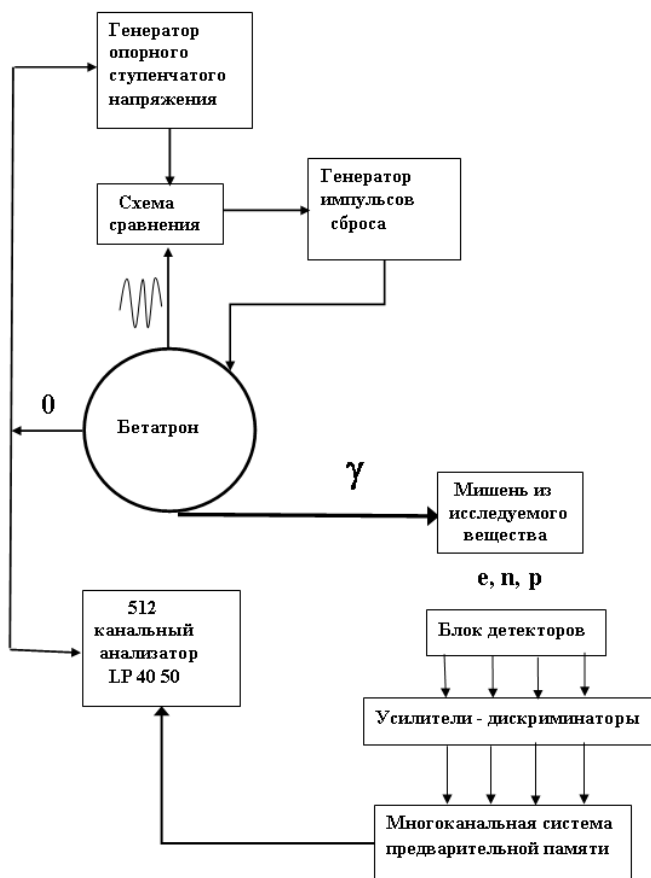 Генератор
опорного
ступенчатого
напряжения
Генератор
импульсов
сброса
Схема
сравнения
0
Бетатрон
γ
Мишень из
исследуемого
вещества
e, n, p
512
канальный
анализатор
LP 40 50
Блок детекторов
Усилители - дискриминаторы
Многоканальная система
предварительной памяти